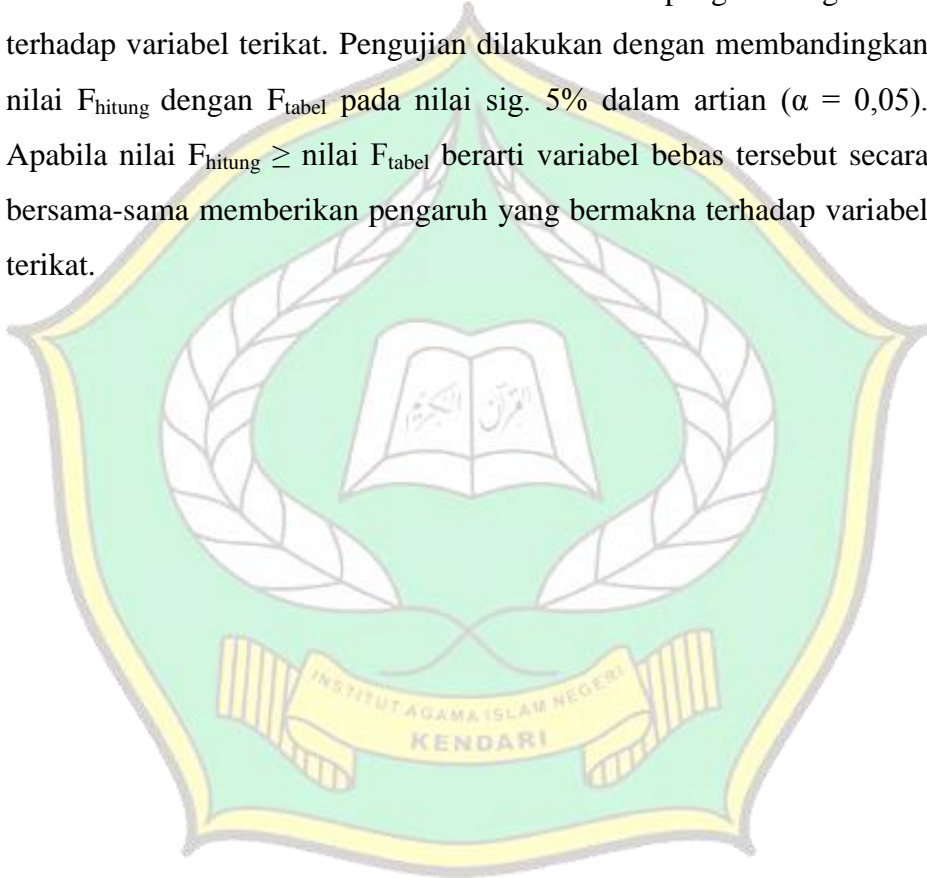 terhadap variabel terikat. Pengujian dilakukan dengan membandingkan
nilai Fhitung dengan Ftabel pada nilai sig. 5% dalam artian (α = 0,05).
Apabila nilai Fhitung ≥ nilai Ftabel berarti variabel bebas tersebut secara
bersama-sama memberikan pengaruh yang bermakna terhadap variabel
terikat.
القرآن الكريم
INSTITUT AGAMA ISLAM NEGERI
KENDARI